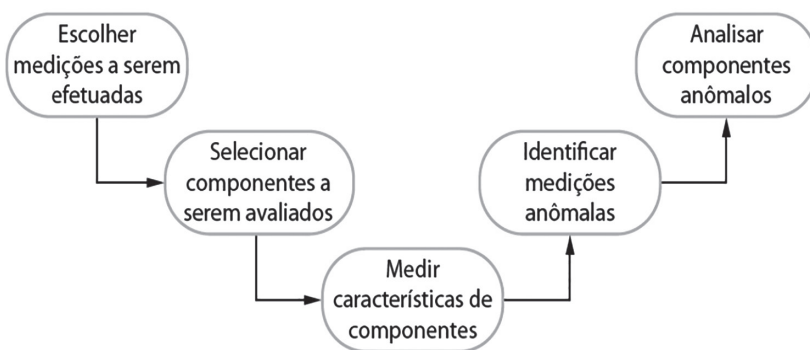 Escolher
medições a serem
efetuadas
Selecionar
componentes a
serem avaliados
Medir
características de
componentes
Identificar
medições
anômalas
Analisar
componentes
anômalos